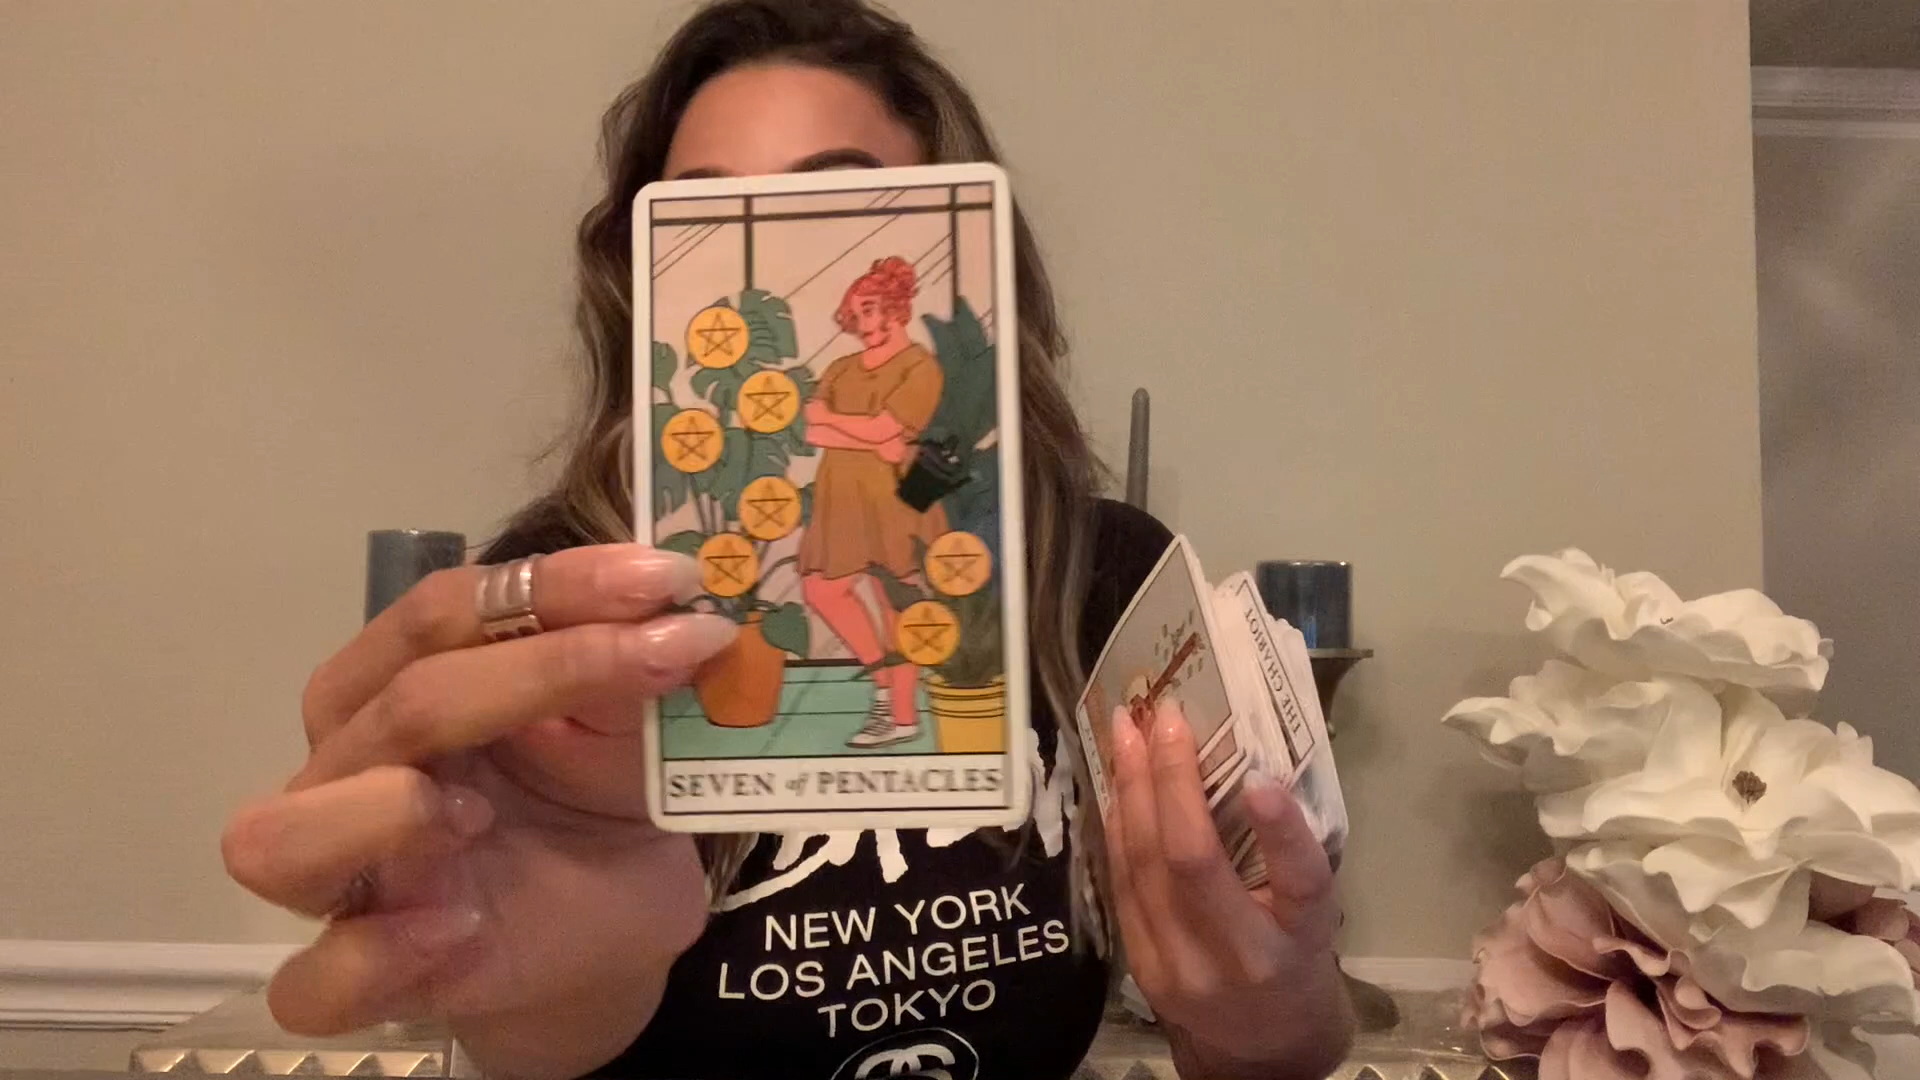 SEVEN of PENTACLES
THE CHARIOT
NEW YORK
LOS ANGELES
TOKYO